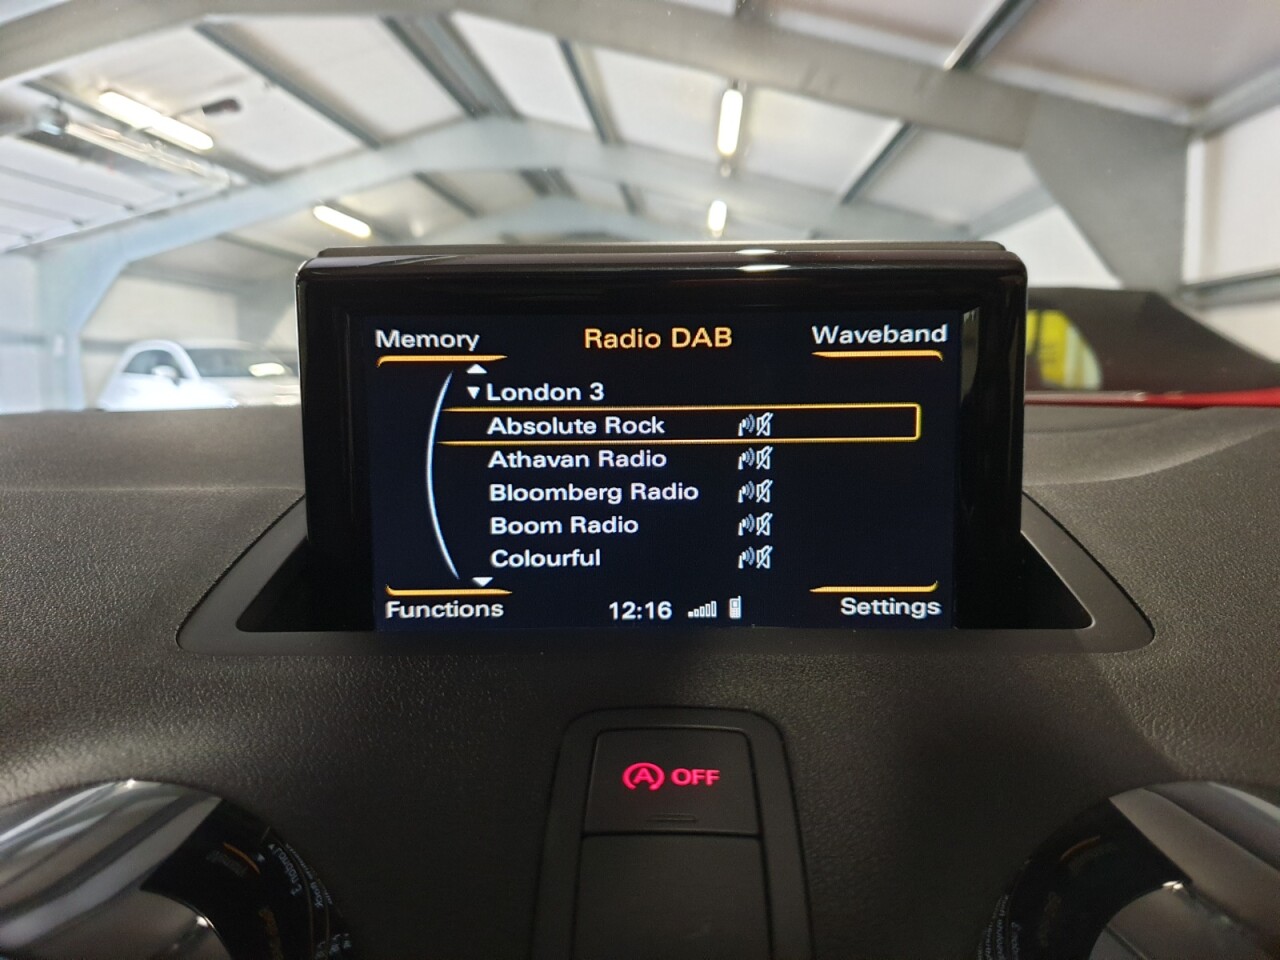 Memory Radio DAB Waveband
London 3
Absolute Rock
Athavan Radio
Bloomberg Radio
Boom Radio
Colourful
Functions 12:16 Settings
A OFF